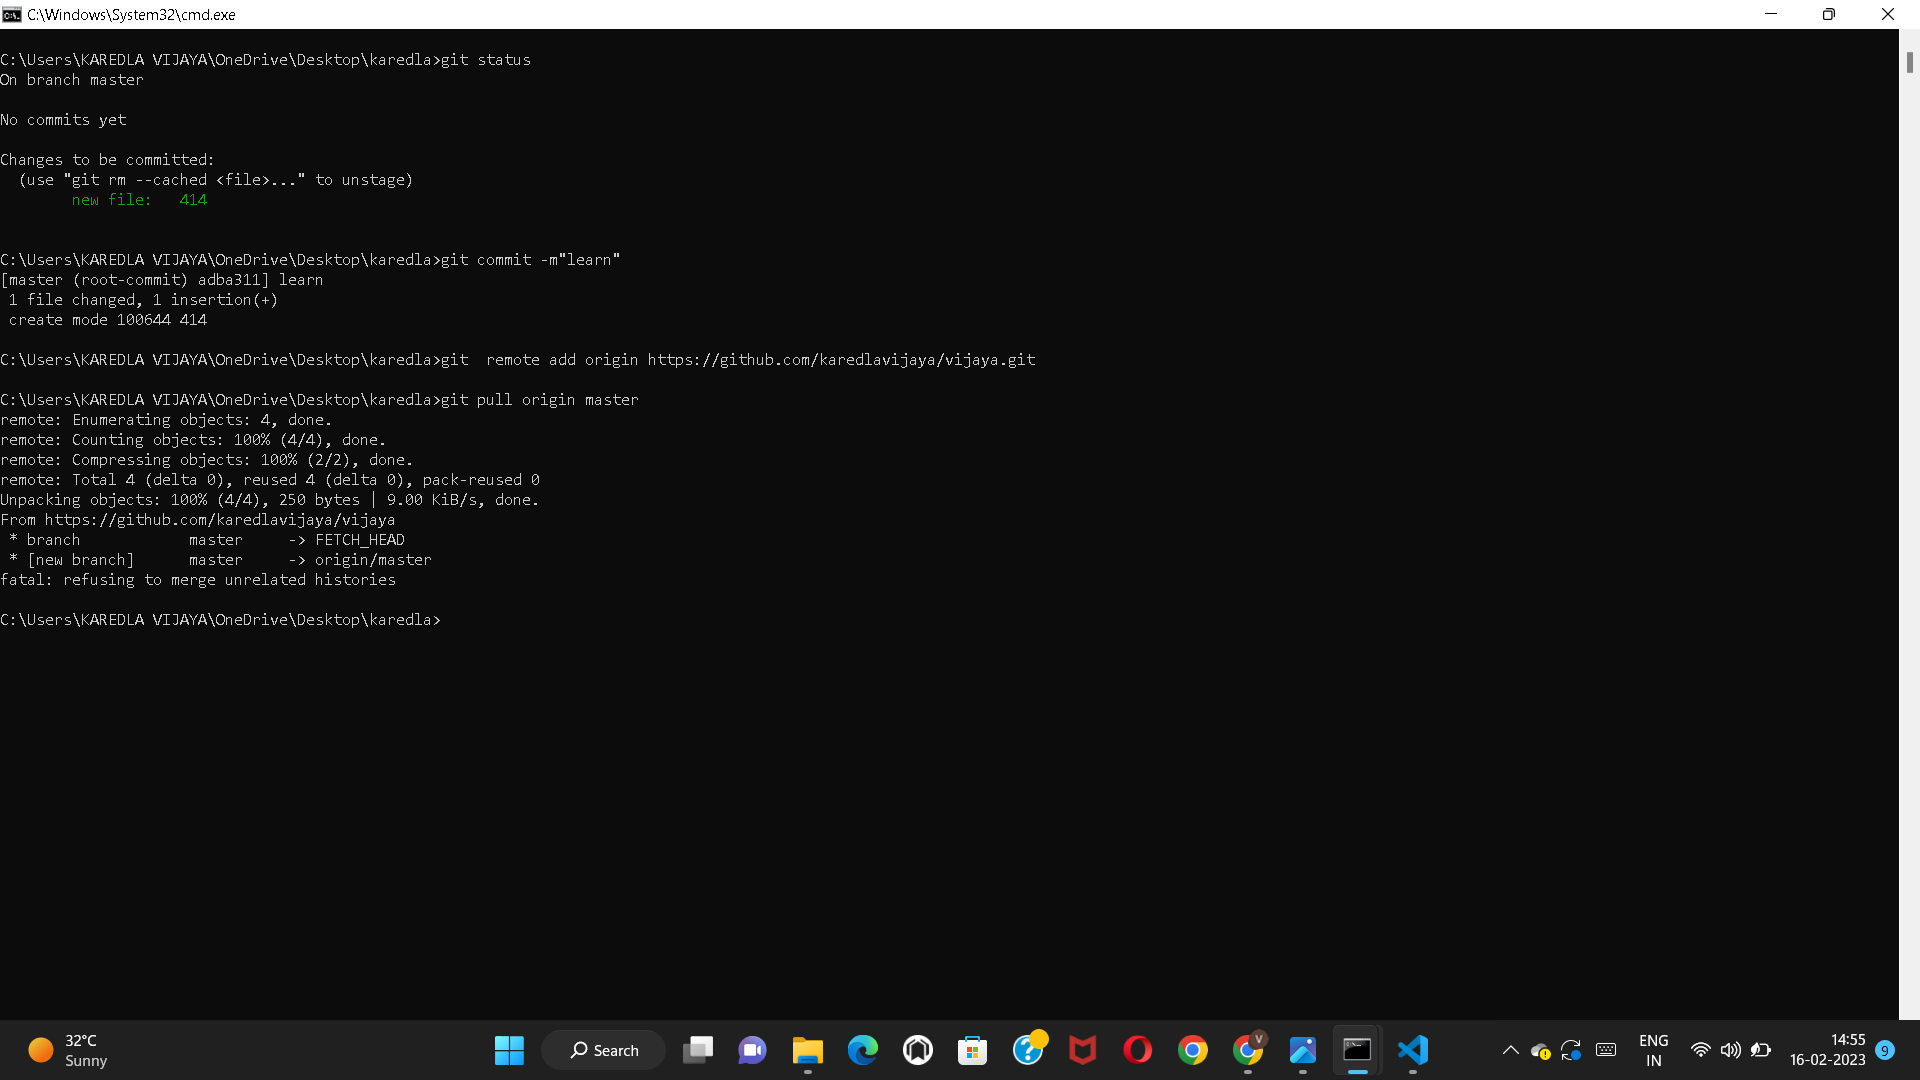 C:\Windows\System32\cmd.exe
C:\Users\KAREDLA VIJAYA\OneDrive\Desktop\karedla>git status
On branch master
No commits yet
Changes to be committed:
  (use "git rm --cached <file>..." to unstage)
        new file:   414
C:\Users\KAREDLA VIJAYA\OneDrive\Desktop\karedla>git commit -m"learn"
[master (root-commit) adba311] learn
 1 file changed, 1 insertion(+)
 create mode 100644 414
C:\Users\KAREDLA VIJAYA\OneDrive\Desktop\karedla>git  remote add origin https://github.com/karedlavijaya/vijaya.git
C:\Users\KAREDLA VIJAYA\OneDrive\Desktop\karedla>git pull origin master
remote: Enumerating objects: 4, done.
remote: Counting objects: 100% (4/4), done.
remote: Compressing objects: 100% (2/2), done.
remote: Total 4 (delta 0), reused 4 (delta 0), pack-reused 0
Unpacking objects: 100% (4/4), 250 bytes | 9.00 KiB/s, done.
From https://github.com/karedlavijaya/vijaya
 * branch            master     -> FETCH_HEAD
 * [new branch]      master     -> origin/master
fatal: refusing to merge unrelated histories
C:\Users\KAREDLA VIJAYA\OneDrive\Desktop\karedla>
32°C
Sunny
Search
V
ENG
IN
14:55
16-02-2023
9